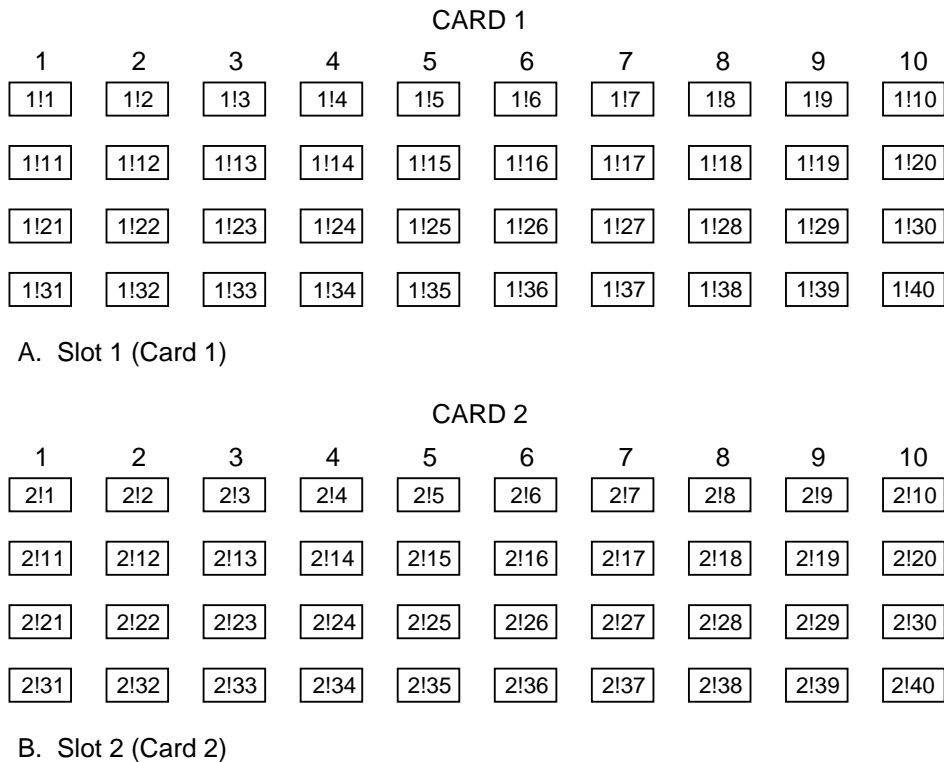 CARD 1
1 2 3 4 5 6 7 8 9 10
1!1 1!2 1!3 1!4 1!5 1!6 1!7 1!8 1!9 1!10
1!11 1!12 1!13 1!14 1!15 1!16 1!17 1!18 1!19 1!20
1!21 1!22 1!23 1!24 1!25 1!26 1!27 1!28 1!29 1!30
1!31 1!32 1!33 1!34 1!35 1!36 1!37 1!38 1!39 1!40
A. Slot 1 (Card 1)
CARD 2
1 2 3 4 5 6 7 8 9 10
2!1 2!2 2!3 2!4 2!5 2!6 2!7 2!8 2!9 2!10
2!11 2!12 2!13 2!14 2!15 2!16 2!17 2!18 2!19 2!20
2!21 2!22 2!23 2!24 2!25 2!26 2!27 2!28 2!29 2!30
2!31 2!32 2!33 2!34 2!35 2!36 2!37 2!38 2!39 2!40
B. Slot 2 (Card 2)